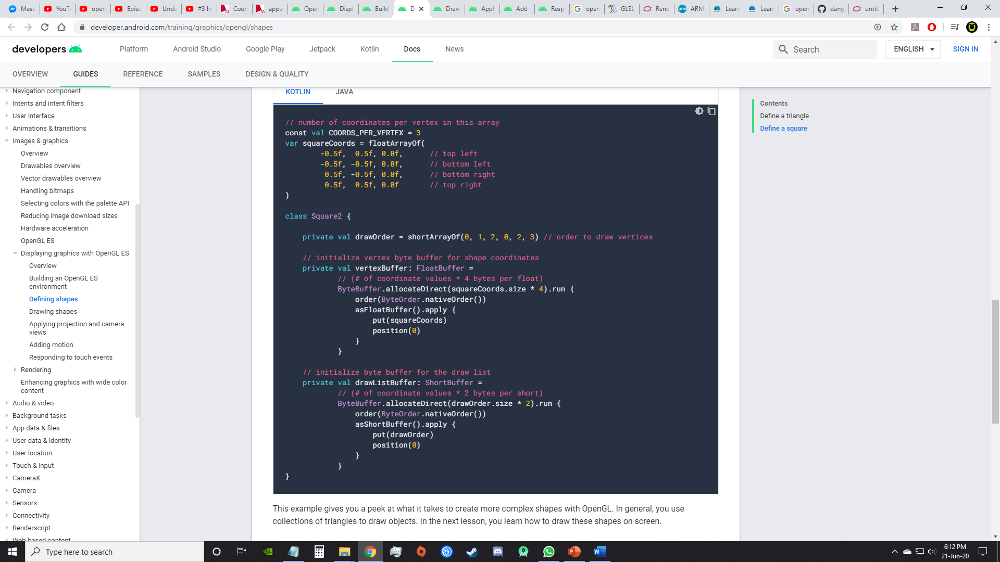 Mess
YouTu
open
Episo
Unde
#3 In
Cour
apps
Open
Displ
Build
D
Draw
Appl
Add
Resp
open
GLSL
Rend
ARM
Learn
Learn
open
dang
untit
developer.android.com/training/graphics/opengl/shapes
developers
Platform
Android Studio
Google Play
Jetpack
Kotlin
Docs
News
Search
ENGLISH
SIGN IN
OVERVIEW
GUIDES
REFERENCE
SAMPLES
DESIGN & QUALITY
Navigation component
Intents and intent filters
User interface
Animations & transitions
Images & graphics
Overview
Drawables overview
Vector drawables overview
Handling bitmaps
Selecting colors with the palette API
Reducing image download sizes
Hardware acceleration
OpenGL ES
Displaying graphics with OpenGL ES
Overview
Building an OpenGL ES
environment
Defining shapes
Drawing shapes
Applying projection and camera
views
Adding motion
Responding to touch events
Rendering
Enhancing graphics with wide color
content
Audio & video
Background tasks
App data & files
User data & identity
User location
Touch & input
CameraX
Camera
Sensors
Connectivity
Renderscript
Web-based content
KOTLIN
JAVA
// number of coordinates per vertex in this array
const val COORDS_PER_VERTEX = 3
var squareCoords = floatArrayOf(
-0.5f,  0.5f, 0.0f,      // top left
-0.5f, -0.5f, 0.0f,      // bottom left
0.5f, -0.5f, 0.0f,      // bottom right
0.5f,  0.5f, 0.0f       // top right
)
class Square2 {
private val drawOrder = shortArrayOf(0, 1, 2, 0, 2, 3) // order to draw vertices
// initialize vertex byte buffer for shape coordinates
private val vertexBuffer: FloatBuffer =
// (# of coordinate values * 4 bytes per float)
ByteBuffer.allocateDirect(squareCoords.size * 4).run {
order(ByteOrder.nativeOrder())
asFloatBuffer().apply {
put(squareCoords)
position(0)
}
}
// initialize byte buffer for the draw list
private val drawListBuffer: ShortBuffer =
// (# of coordinate values * 2 bytes per short)
ByteBuffer.allocateDirect(drawOrder.size * 2).run {
order(ByteOrder.nativeOrder())
asShortBuffer().apply {
put(drawOrder)
position(0)
}
}
}
This example gives you a peek at what it takes to create more complex shapes with OpenGL. In general, you use
collections of triangles to draw objects. In the next lesson, you learn how to draw these shapes on screen.
Contents
Define a triangle
Define a square
Type here to search
6:12 PM
21-Jun-20